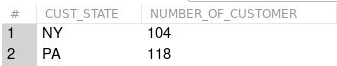 # CUST_STATE NUMBER_OF_CUSTOMER
1 NY 104
2 PA 118